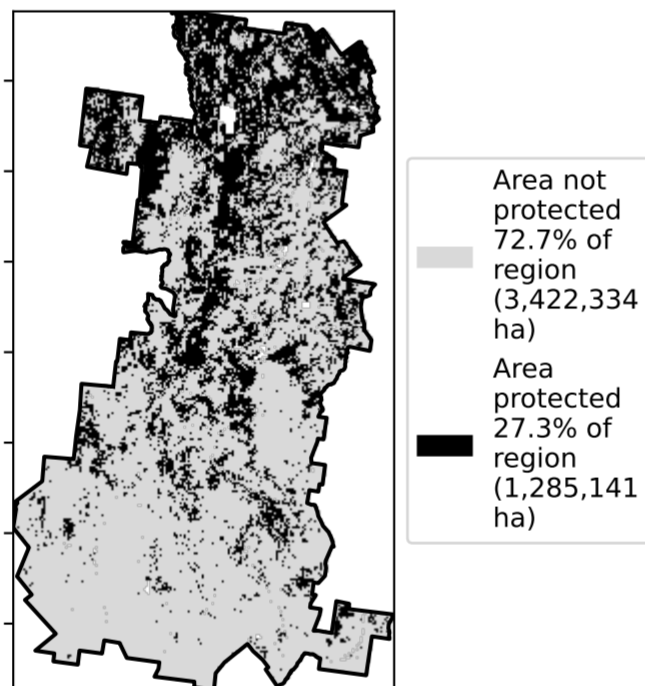 Area not
protected
72.7% of
region
(3,422,334
ha)
Area
protected
27.3% of
region
(1,285,141
ha)